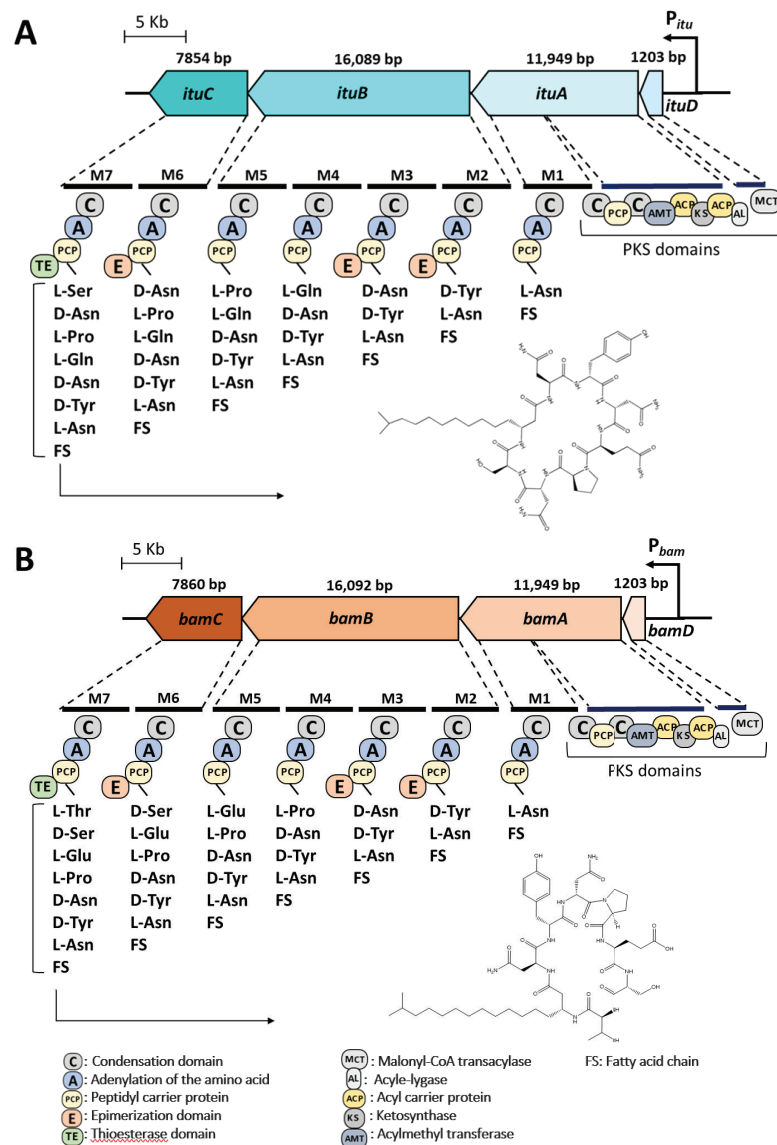 A
5 Kb
P itu
7854 bp 16,089 bp 11,949 bp 1203 bp
ituC ituB ituA ituD
M7 M6 M5 M4 M3 M2 M1
C C C C C C C C C ACP ACP MCT
A A A A A A A PCP AMT KS AL
PCP PCP PCP PCP PCP PCP PCP
TE E E E
PKS domains
L-Ser D-Asn L-Pro L-Gln D-Asn D-Tyr L-Asn
D-Asn L-Pro L-Gln D-Asn D-Tyr L-Asn FS
L-Pro L-Gln D-Asn D-Tyr L-Asn FS
L-Gln D-Asn D-Tyr L-Asn FS
D-Asn D-Tyr L-Asn FS
D-Tyr L-Asn FS
L-Asn FS
FS
B
5 Kb
P bam
7860 bp 16,092 bp 11,949 bp 1203 bp
bamC bamB bamA bamD
M7 M6 M5 M4 M3 M2 M1
C C C C C C C C C ACP ACP MCT
A A A A A A A PCP AMT KS AL
PCP PCP PCP PCP PCP PCP PCP
TE E E E
PKS domains
L-Thr D-Ser L-Glu L-Pro D-Asn D-Tyr L-Asn
D-Ser L-Glu L-Pro D-Asn D-Tyr L-Asn FS
L-Glu L-Pro D-Asn D-Tyr L-Asn FS
L-Pro D-Asn D-Tyr L-Asn FS
D-Asn D-Tyr L-Asn FS
D-Tyr L-Asn FS
L-Asn FS
FS
C : Condensation domain
A : Adenylation of the amino acid
PCP : Peptidyl carrier protein
E : Epimerization domain
TE : Thioesterase domain
MCT : Malonyl-CoA transacylase
AL : Acyle-lygase
ACP : Acyl carrier protein
KS : Ketosynthase
AMT : Acylmethyl transferase
FS: Fatty acid chain